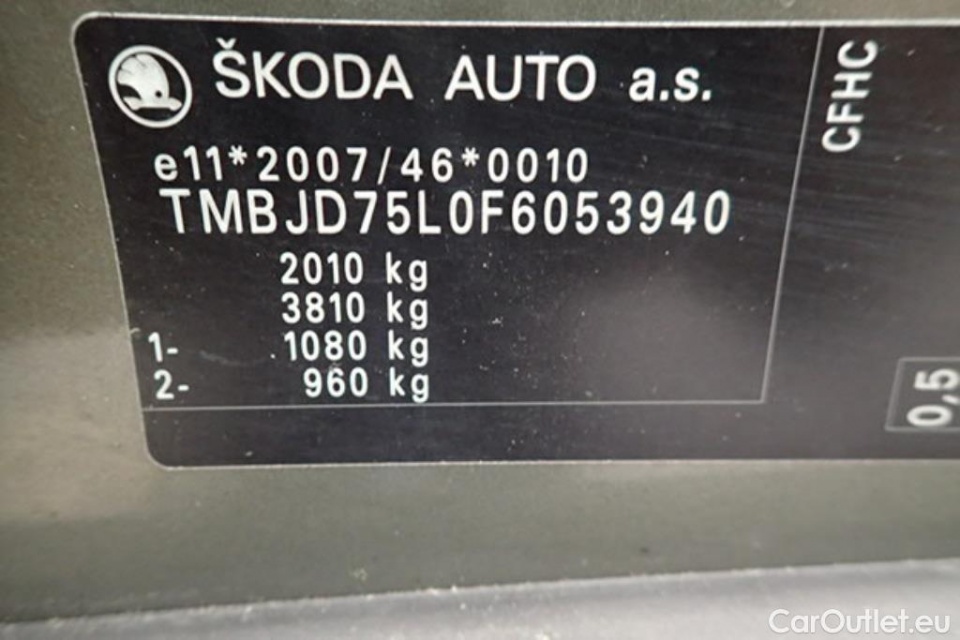 ŠKODA AUTO a.s.
e11*2007/46*0010
TMBJD75L0F6053940
2010 kg
3810 kg
1- 1080 kg
2- 960 kg
CFHC
0,5
CarOutlet.eu